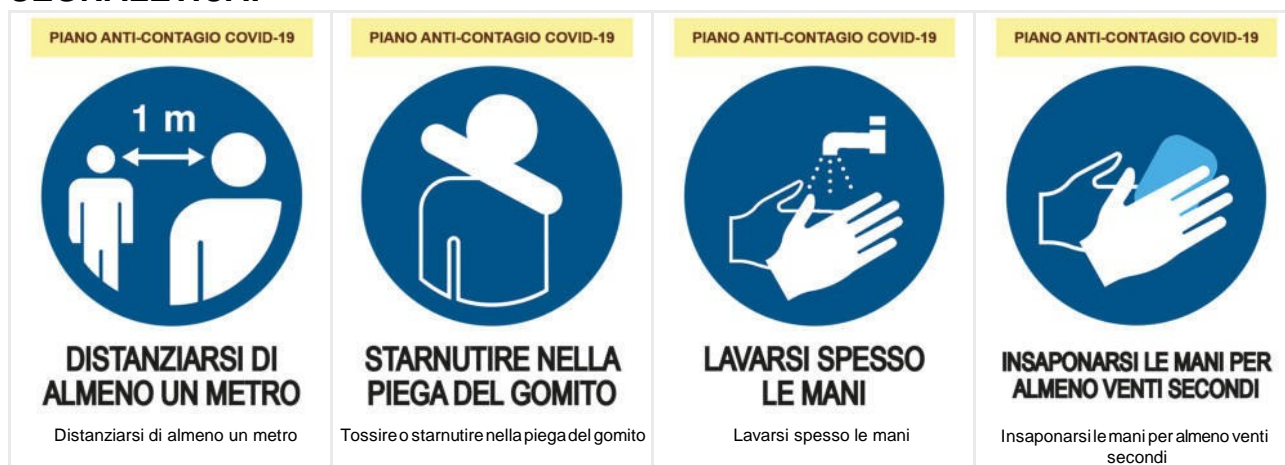 PIANO ANTI-CONTAGIO COVID-19
1 m
DISTANZIARSI DI
ALMENO UN METRO
Distanziarsi di almeno un metro
PIANO ANTI-CONTAGIO COVID-19
STARNUTIRE NELLA
PIEGA DEL GOMITO
Tossire o starnutire nella piega del gomito
PIANO ANTI-CONTAGIO COVID-19
LAVARSI SPESSO
LE MANI
Lavarsi spesso le mani
PIANO ANTI-CONTAGIO COVID-19
INSAPONARSI LE MANI PER
ALMENO VENTI SECONDI
Insaponarsi le mani per almeno venti
secondi